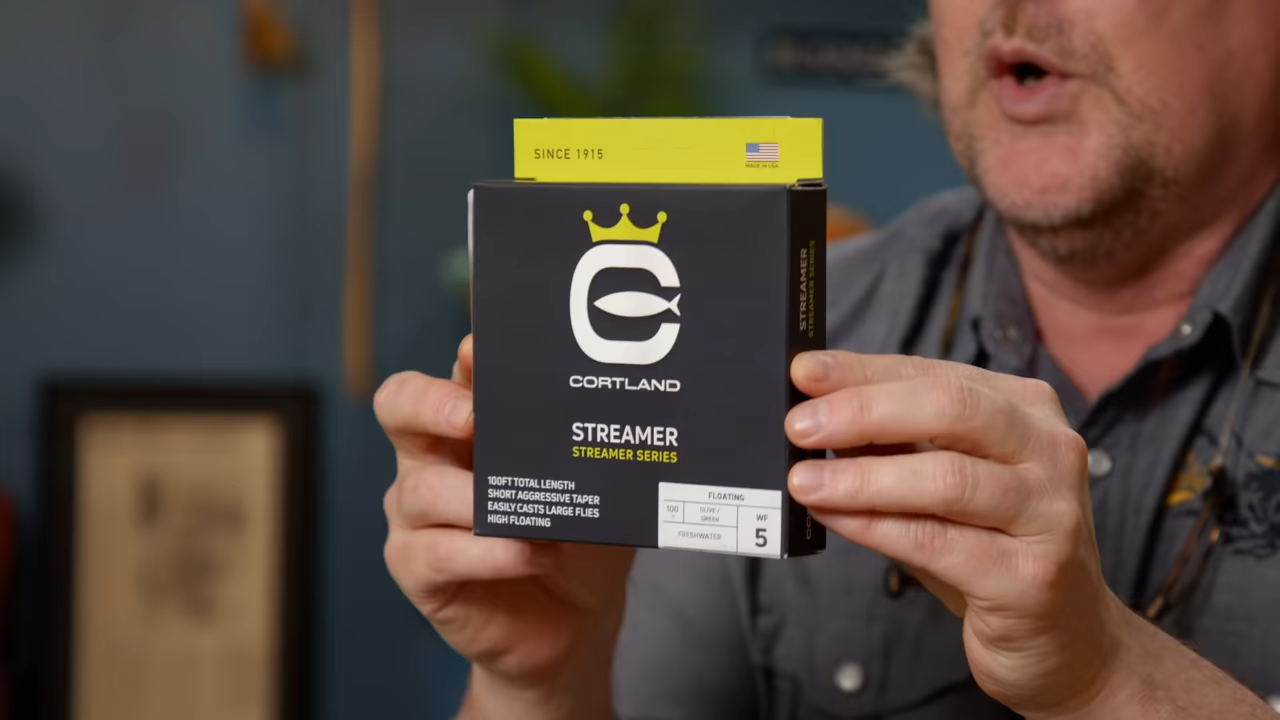 SINCE 1915
MADE IN USA
CORTLAND
STREAMER
STREAMER SERIES
100FT TOTAL LENGTH
SHORT AGGRESSIVE TAPER
EASILY CASTS LARGE FLIES
HIGH FLOATING
FLOATING
100
OLIVE /
GREEN
WF
5
FRESHWATER
STREAMER
STREAMER SERIES
CO